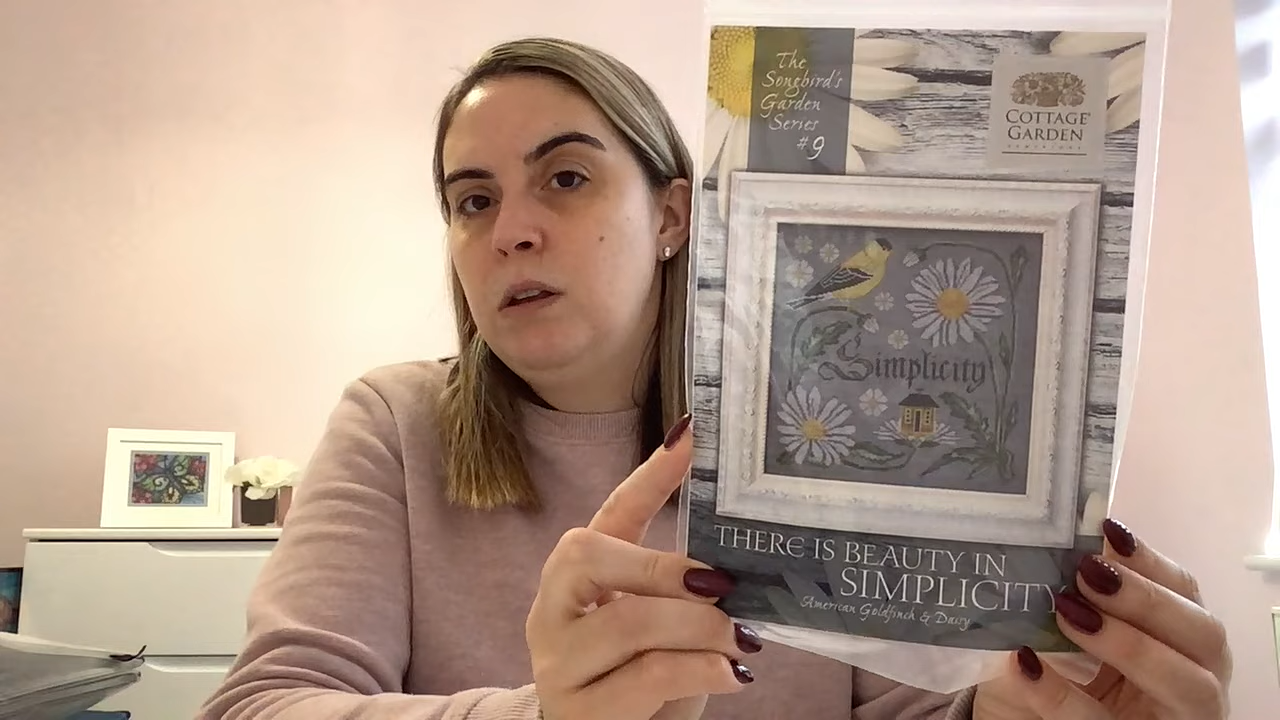 The
Songbird's
Garden
Series
#9
COTTAGE
GARDEN
Simplicity
THERE IS BEAUTY IN
SIMPLICITY
American Goldfinch & Daisy